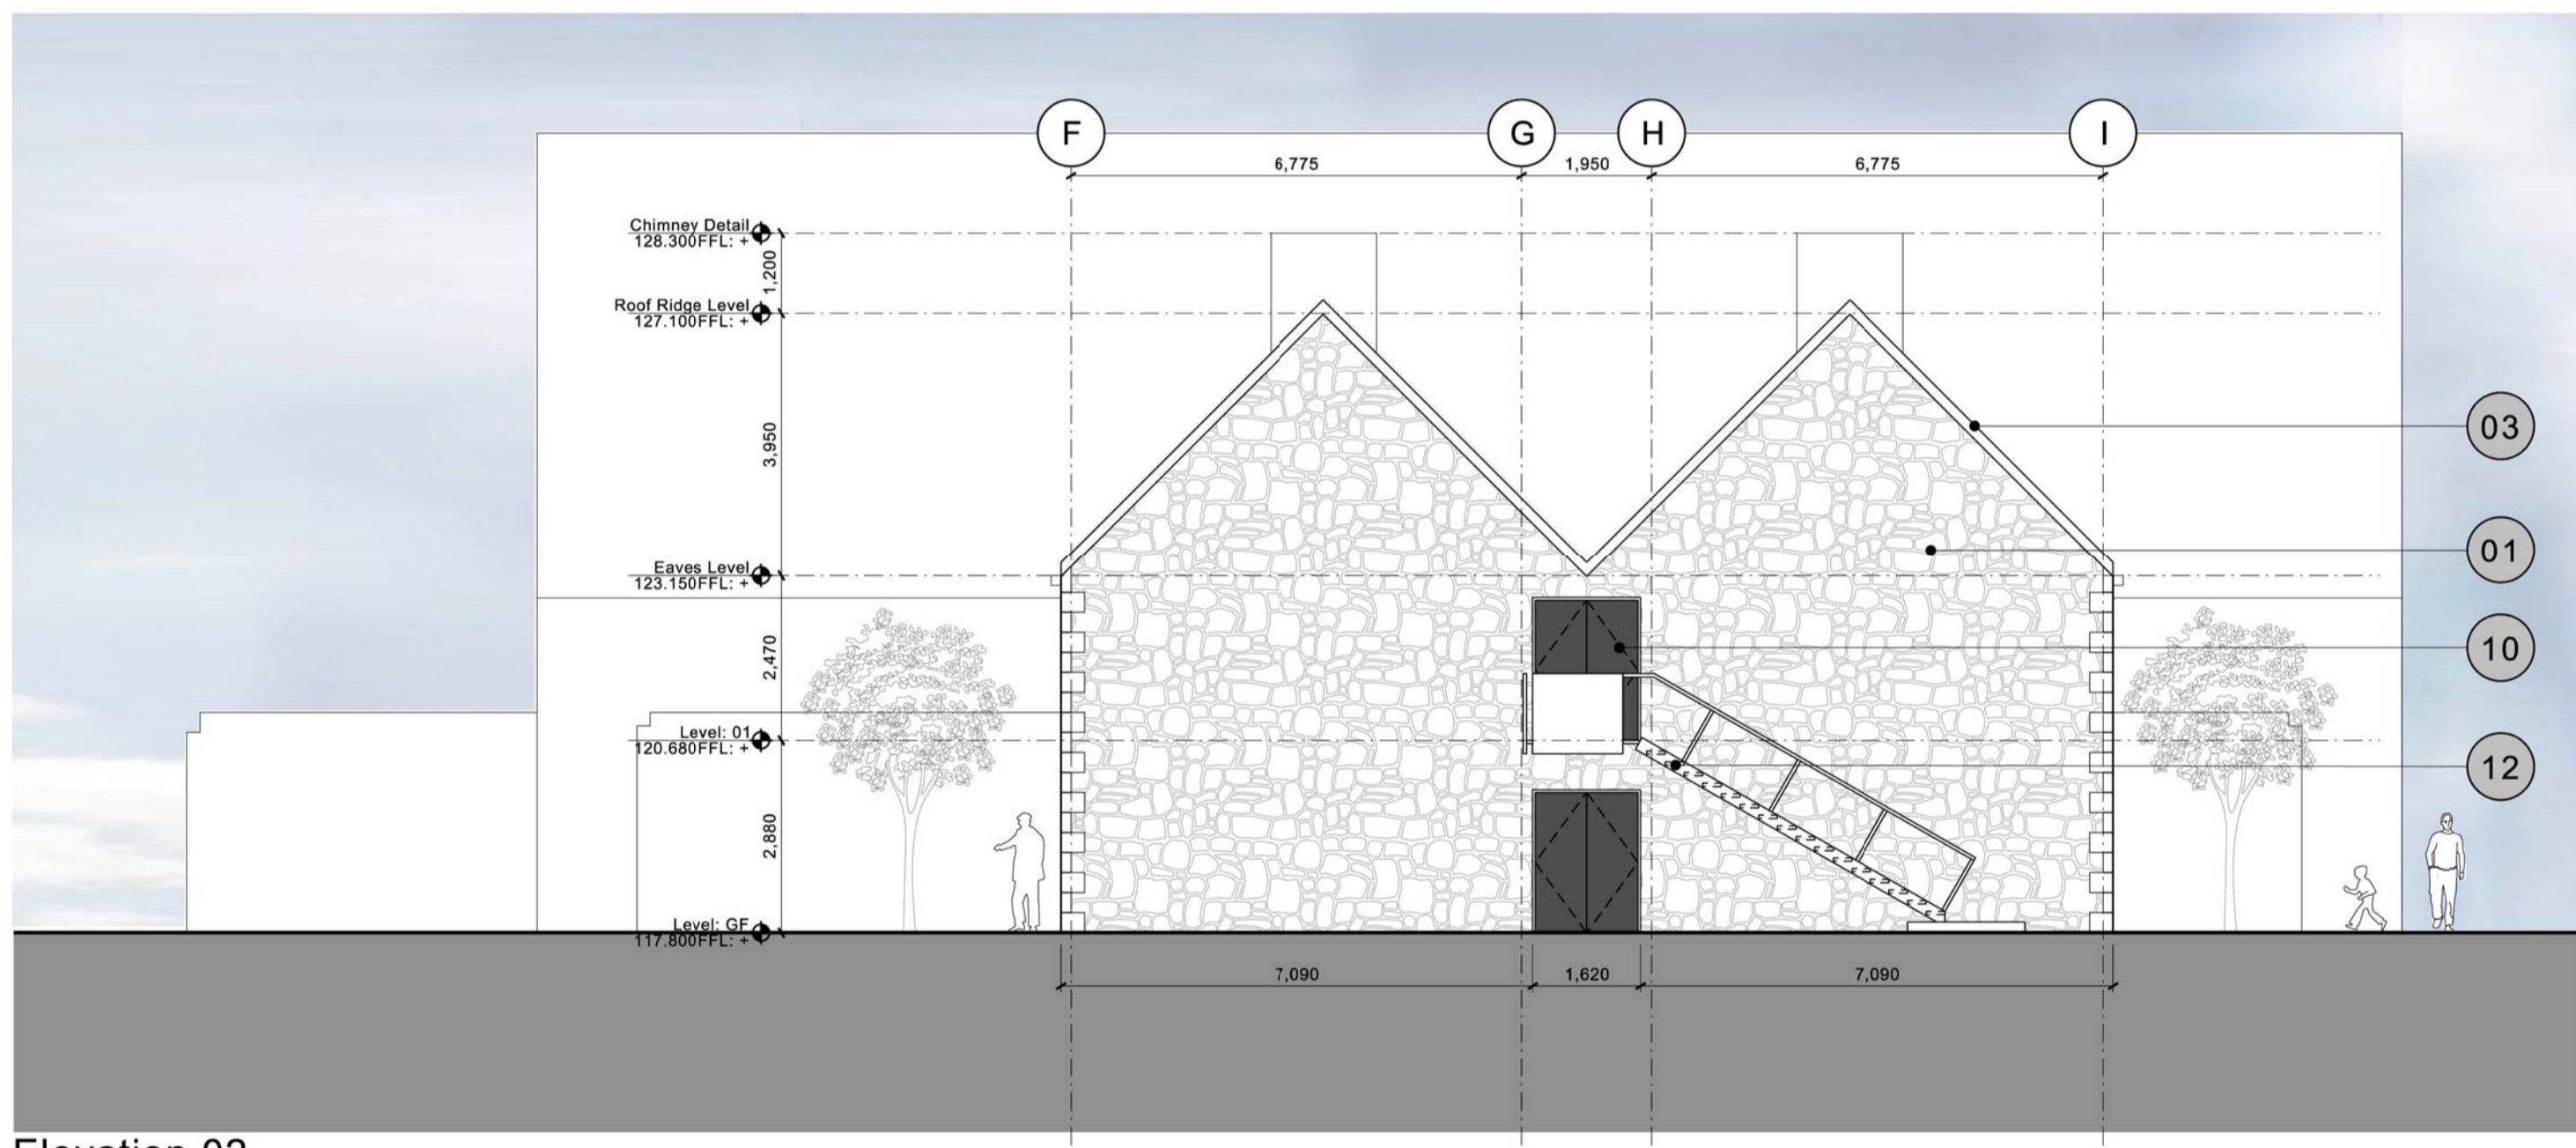 F
G
H
I
6,775
1,950
6,775
Chimney Detail
128.300FFL: +
1,200
Roof Ridge Level
127.100FFL: +
3,950
03
01
Eaves Level
123.150FFL: +
2,470
10
Level: 01
120.680FFL: +
12
2,880
Level: GF
117.800FFL: +
7,090
1,620
7,090